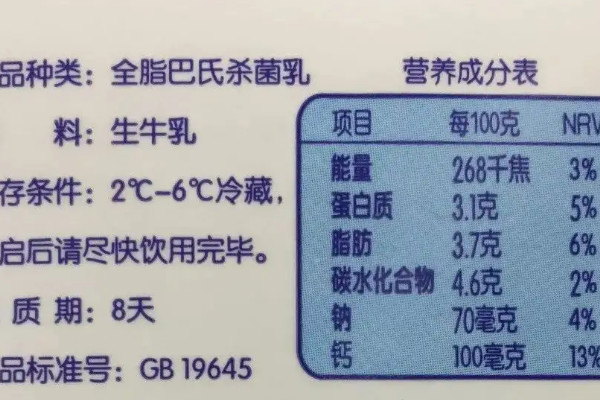 品种类：全脂巴氏杀菌乳
料：生牛乳
存条件：2℃-6℃冷藏，
启后请尽快饮用完毕。
质 期：8天
品标准号：GB 19645
营养成分表
项目 每100克 NRV
能量 268千焦 3%
蛋白质 3.1克 5%
脂肪 3.7克 6%
碳水化合物 4.6克 2%
钠 70毫克 4%
钙 100毫克 13%